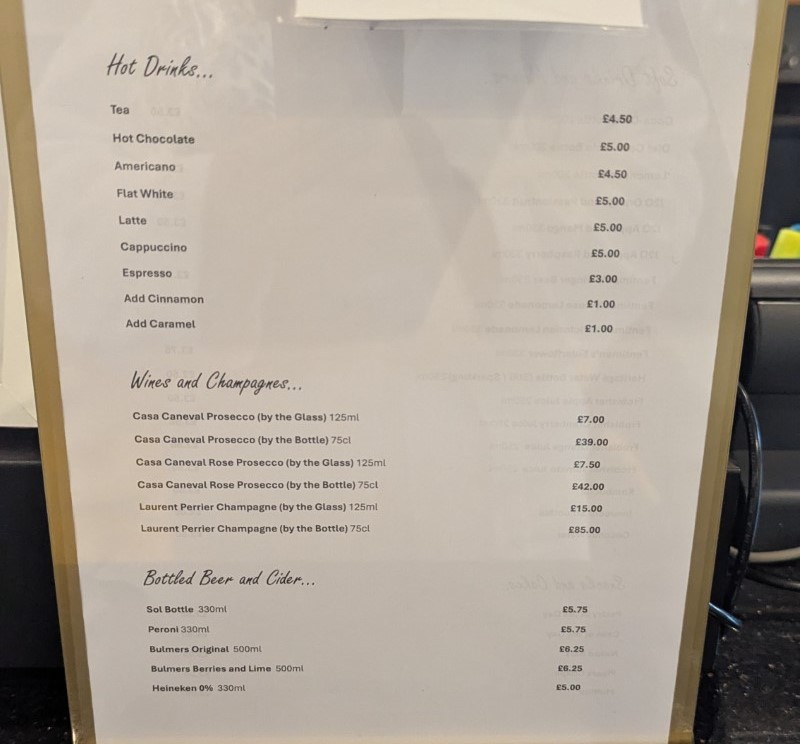 Hot Drinks...
Tea £4.50
Hot Chocolate £5.00
Americano £4.50
Flat White £5.00
Latte £5.00
Cappuccino £5.00
Espresso £3.00
Add Cinnamon £1.00
Add Caramel £1.00
Wines and Champagnes...
Casa Caneval Prosecco (by the Glass) 125ml £7.00
Casa Caneval Prosecco (by the Bottle) 75cl £39.00
Casa Caneval Rose Prosecco (by the Glass) 125ml £7.50
Casa Caneval Rose Prosecco (by the Bottle) 75cl £42.00
Laurent Perrier Champagne (by the Glass) 125ml £15.00
Laurent Perrier Champagne (by the Bottle) 75cl £85.00
Bottled Beer and Cider...
Sol Bottle 330ml £5.75
Peroni 330ml £5.75
Bulmers Original 500ml £6.25
Bulmers Berries and Lime 500ml £6.25
Heineken 0% 330ml £5.00